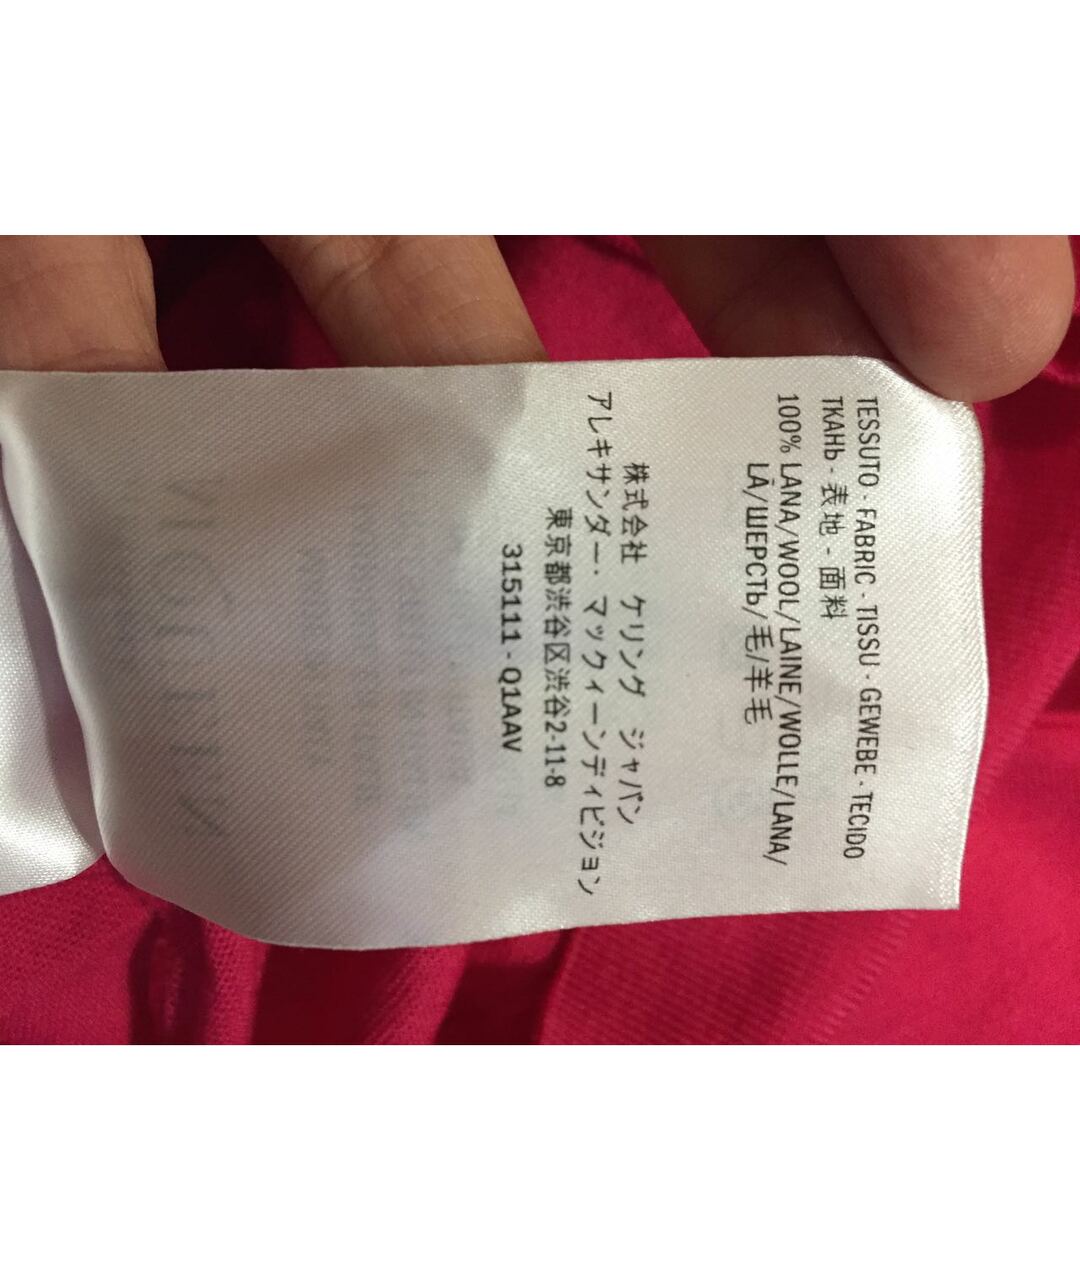 TESSUTO - FABRIC - TISSU - GEWEBE - TECIDO
ТКАНЬ - 表地 - 面料
100% LANA/WOOL/LAINE/WOLLE/LANA/
LÃ/ШЕРСТЬ/毛/羊毛
株式会社 ケリング ジャパン
アレキサンダー・マックィーンディビジョン
東京都渋谷区渋谷2-11-8
315111 - Q1AAV